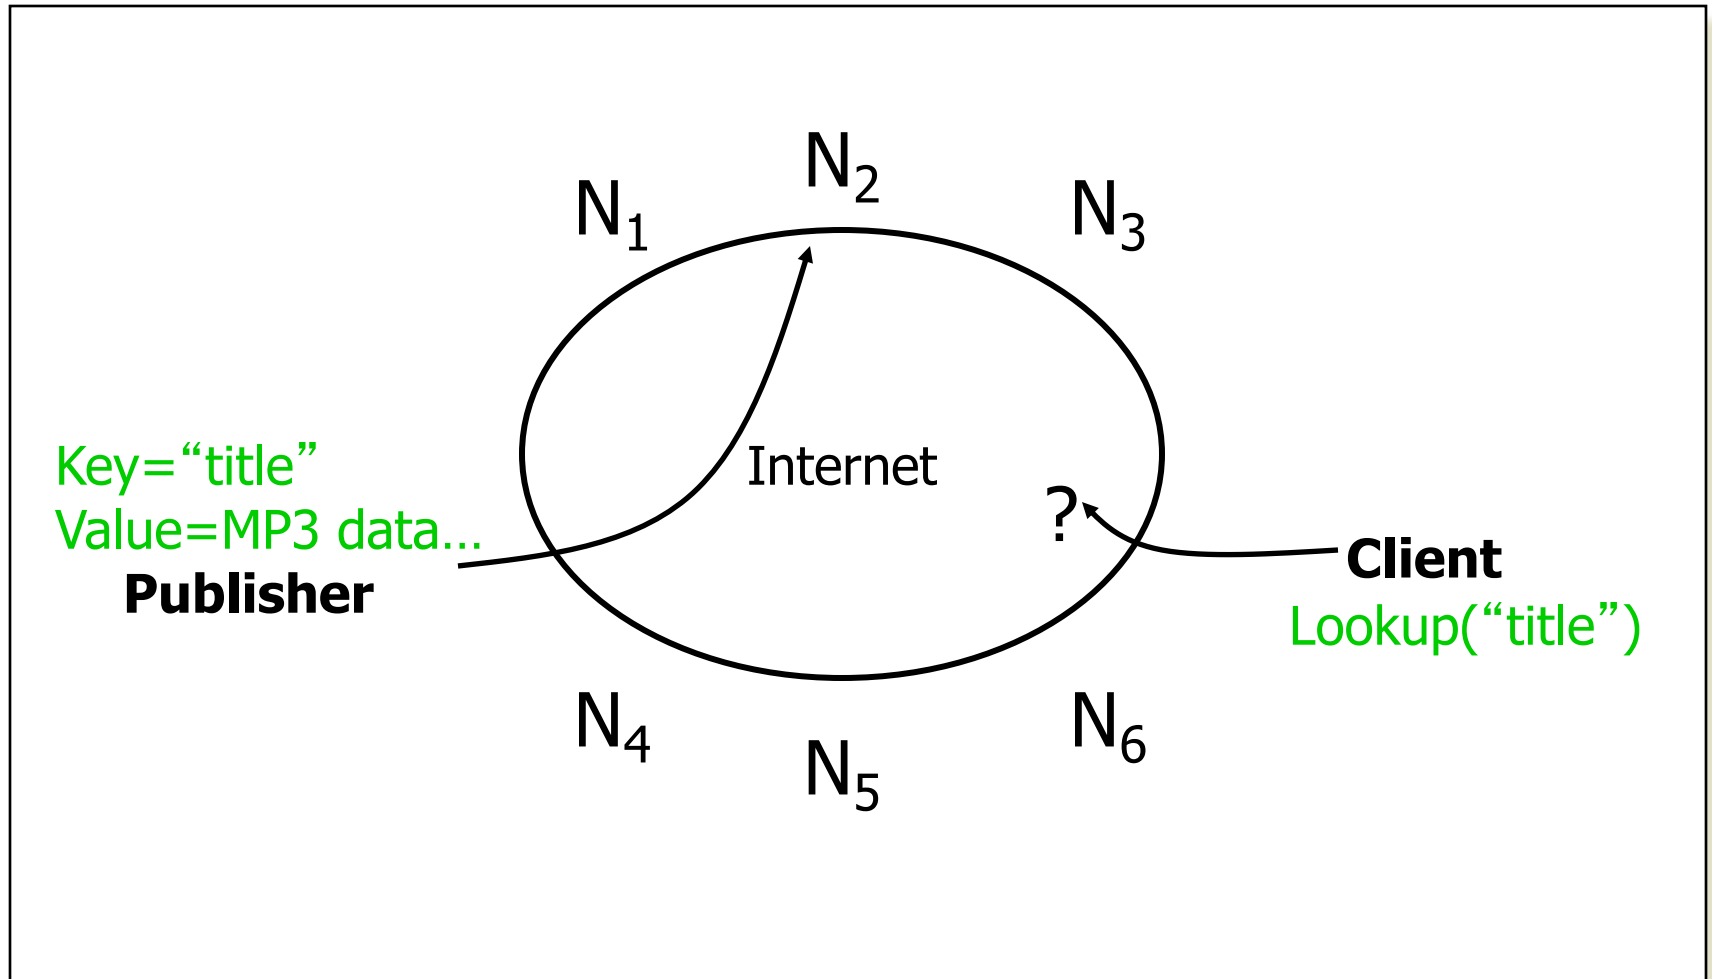 N₂
N₁
N₃
Key=“title”
Value=MP3 data…
Publisher
Internet
?
Client
Lookup(“title”)
N₄
N₅
N₆